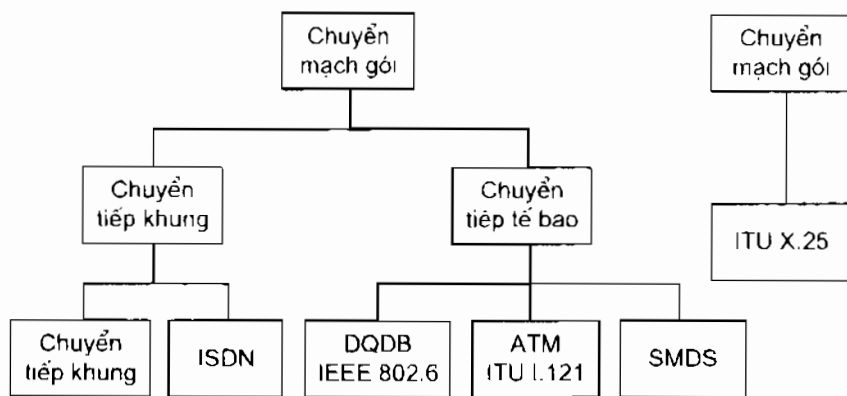 Chuyển
mạch gói
Chuyển
mạch gói
Chuyển
tiếp khung
Chuyển
tiêp tế bao
ITU X.25
Chuyển
tiếp khung
ISDN
DQDB
IEEE 802.6
ATM
ITU I.121
SMDS